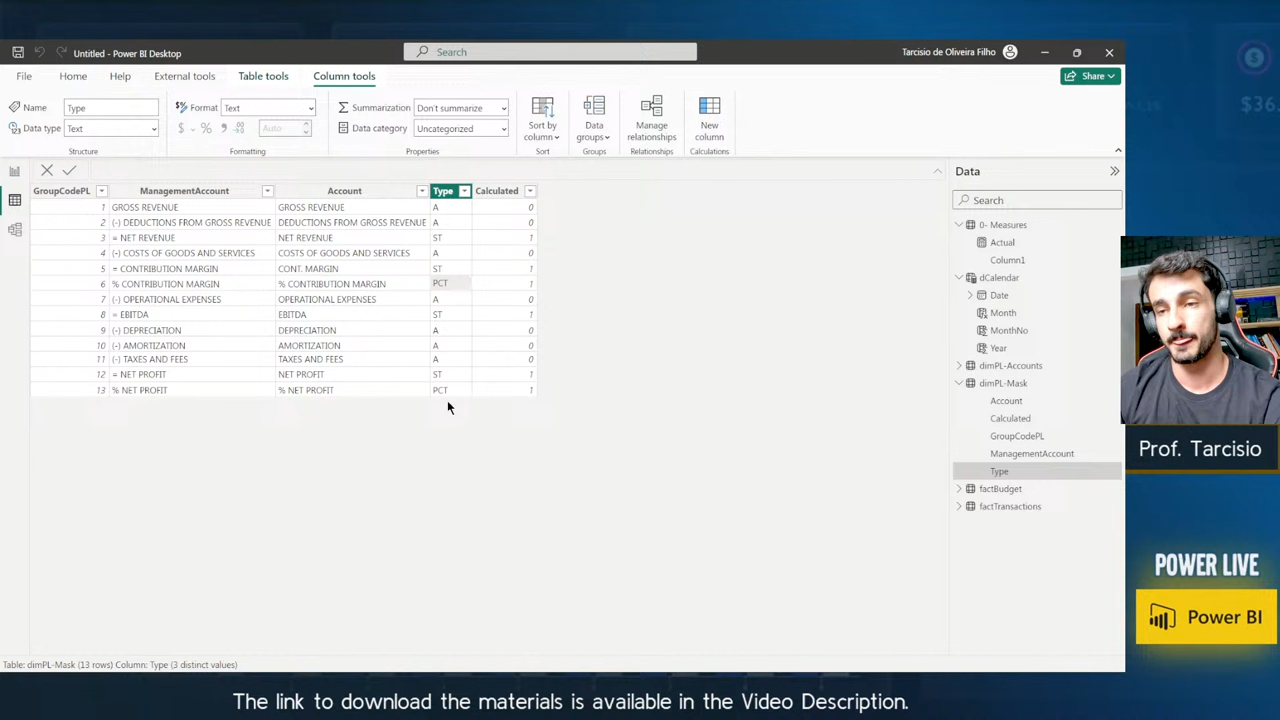 Untitled - Power BI Desktop
Search
Tarcisio de Oliveira Filho
File Home Help External tools Table tools Column tools
Share
Name Type
Format Text
Summarization Don't summarize
Data type Text
$ % Auto
Data category Uncategorized
Sort by column
Data groups
Manage relationships
New column
Structure Formatting Properties Sort Groups Relationships Calculations
Data
Search
GroupCodePL ManagementAccount Account Type Calculated
1 GROSS REVENUE GROSS REVENUE A 0
2 (-) DEDUCTIONS FROM GROSS REVENUE DEDUCTIONS FROM GROSS REVENUE A 0
3 = NET REVENUE NET REVENUE ST 1
4 (-) COSTS OF GOODS AND SERVICES COSTS OF GOODS AND SERVICES A 0
5 = CONTRIBUTION MARGIN CONT. MARGIN ST 1
6 % CONTRIBUTION MARGIN % CONTRIBUTION MARGIN PCT 1
7 (-) OPERATIONAL EXPENSES OPERATIONAL EXPENSES A 0
8 = EBITDA EBITDA ST 1
9 (-) DEPRECIATION DEPRECIATION A 0
10 (-) AMORTIZATION AMORTIZATION A 0
11 (-) TAXES AND FEES TAXES AND FEES A 0
12 = NET PROFIT NET PROFIT ST 1
13 % NET PROFIT % NET PROFIT PCT 1
0- Measures
Actual
Column1
dCalendar
Date
Month
MonthNo
Year
dimPL-Accounts
dimPL-Mask
Account
Calculated
GroupCodePL
ManagementAccount
Type
factBudget
factTransactions
Table: dimPL-Mask (13 rows) Column: Type (3 distinct values)
$
$36.
Prof. Tarcisio
POWER LIVE
Power BI
The link to download the materials is available in the Video Description.